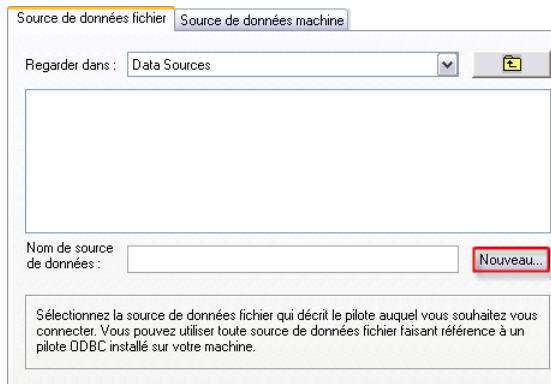 Source de données fichier
Source de données machine
Regarder dans :
Data Sources
Nom de source
de données :
Nouveau...
Sélectionnez la source de données fichier qui décrit le pilote auquel vous souhaitez vous
connecter. Vous pouvez utiliser toute source de données fichier faisant référence à un
pilote ODBC installé sur votre machine.